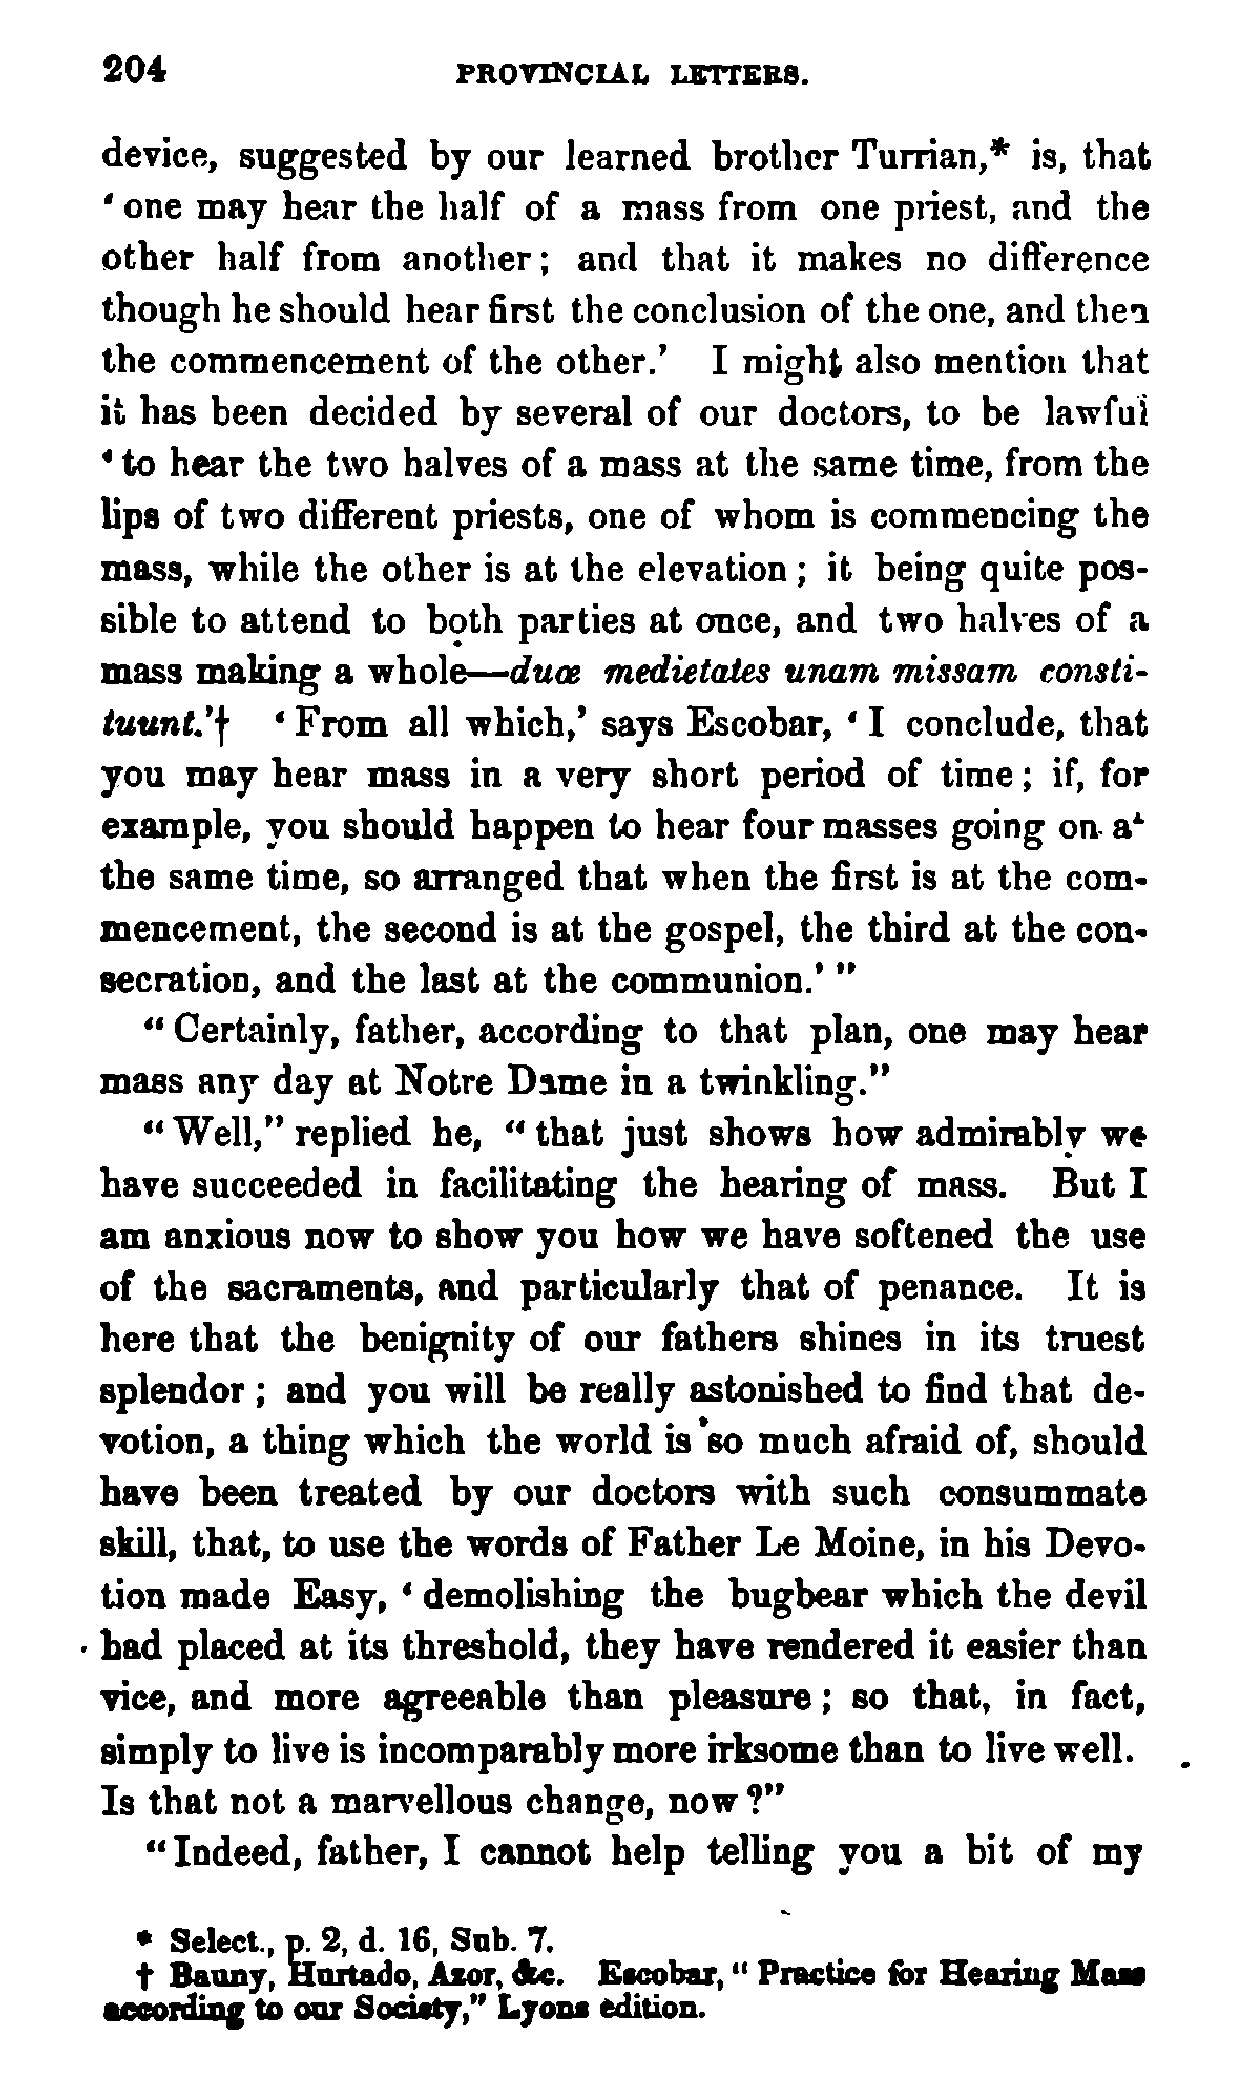 204 PROVINCIAL LETTERS.
device, suggested by our learned brother Turrian,* is, that
‘ one may hear the half of a mass from one priest, and the
other half from another ; and that it makes no difference
though he should hear first the conclusion of the one, and then
the commencement of the other.’ I might also mention that
it has been decided by several of our doctors, to be lawful
‘ to hear the two halves of a mass at the same time, from the
lips of two different priests, one of whom is commencing the
mass, while the other is at the elevation ; it being quite pos-
sible to attend to both parties at once, and two halves of a
mass making a whole—duæ medietates unam missam consti-
tuunt.’† ‘ From all which,’ says Escobar, ‘ I conclude, that
you may hear mass in a very short period of time ; if, for
example, you should happen to hear four masses going on at
the same time, so arranged that when the first is at the com-
mencement, the second is at the gospel, the third at the con-
secration, and the last at the communion.’ ”
“ Certainly, father, according to that plan, one may hear
mass any day at Notre Dame in a twinkling.”
“ Well,” replied he, “ that just shows how admirably we
have succeeded in facilitating the hearing of mass. But I
am anxious now to show you how we have softened the use
of the sacraments, and particularly that of penance. It is
here that the benignity of our fathers shines in its truest
splendor ; and you will be really astonished to find that de-
votion, a thing which the world is so much afraid of, should
have been treated by our doctors with such consummate
skill, that, to use the words of Father Le Moine, in his Devo-
tion made Easy, ‘ demolishing the bugbear which the devil
had placed at its threshold, they have rendered it easier than
vice, and more agreeable than pleasure ; so that, in fact,
simply to live is incomparably more irksome than to live well.
Is that not a marvellous change, now ?”
“ Indeed, father, I cannot help telling you a bit of my
* Select., p. 2, d. 16, Sub. 7.
† Bauny, Hurtado, Azor, &c. Escobar, “ Practice for Hearing Mass
according to our Society,” Lyons edition.